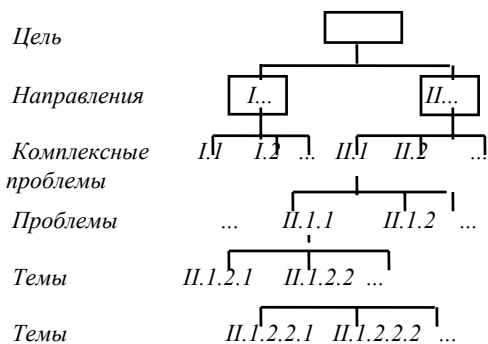 Цель
Направления I... II...
Комплексные I.1 I.2 ... II.1 II.2 ...
проблемы
Проблемы ... II.1.1 II.1.2 ...
Темы II.1.2.1 II.1.2.2 ...
Темы II.1.2.2.1 II.1.2.2.2 ...